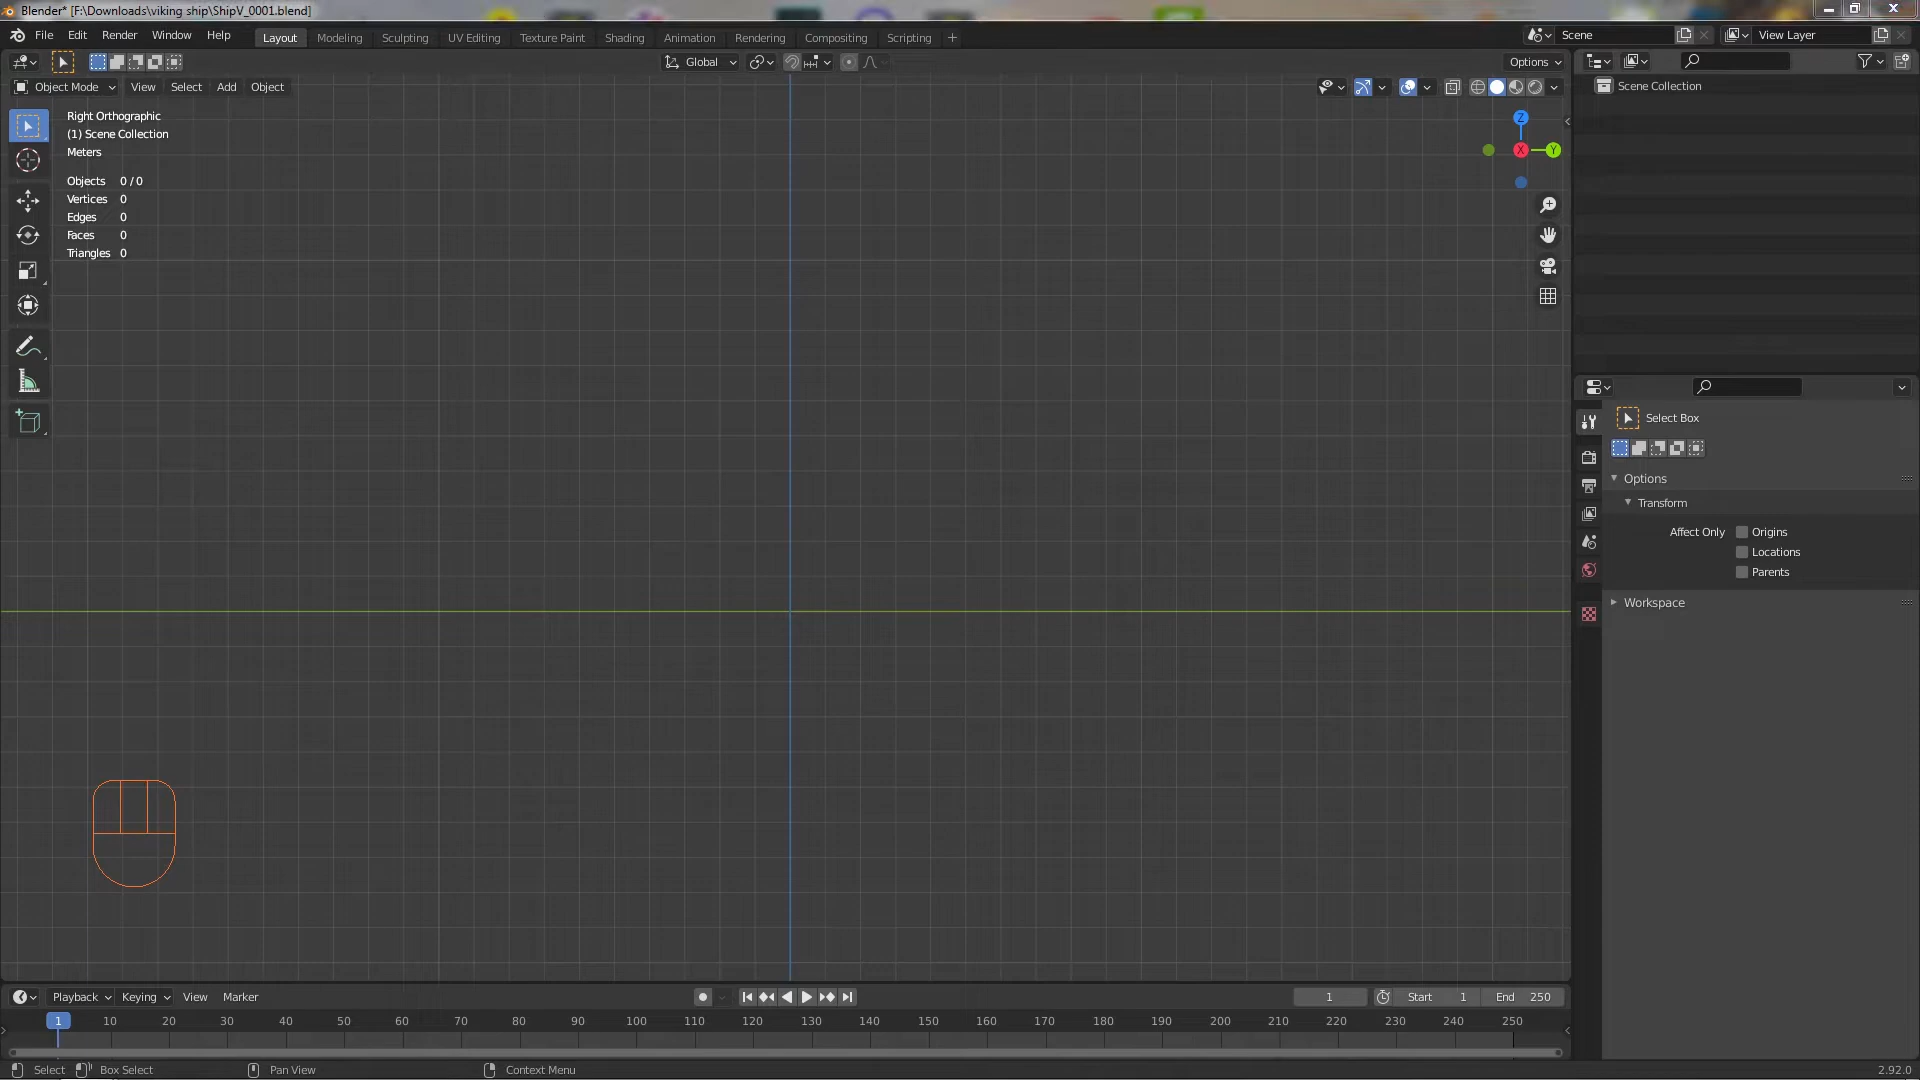 Blender* [F:\Downloads\viking ship\ShipV_0001.blend]
File Edit Render Window Help Layout Modeling Sculpting UV Editing Texture Paint Shading Animation Rendering Compositing Scripting + Scene View Layer
Global Options
Object Mode View Select Add Object
Scene Collection
Right Orthographic
(1) Scene Collection
Meters
Z
X
Y
Objects 0 / 0
Vertices 0
Edges 0
Faces 0
Triangles 0
Select Box
Options
Transform
Affect Only Origins
Locations
Parents
Workspace
Playback Keying View Marker 1 Start 1 End 250
1 10 20 30 40 50 60 70 80 90 100 110 120 130 140 150 160 170 180 190 200 210 220 230 240 250
Select Box Select Pan View Context Menu 2.92.0